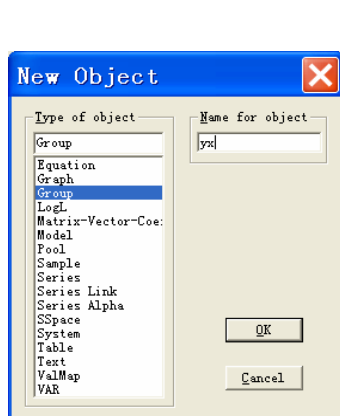 New Object
Type of object
Name for object
Group
yx
Equation
Graph
Group
LogL
Matrix-Vector-Coe:
Model
Pool
Sample
Series
Series Link
Series Alpha
SSpace
System
Table
Text
ValMap
VAR
OK
Cancel